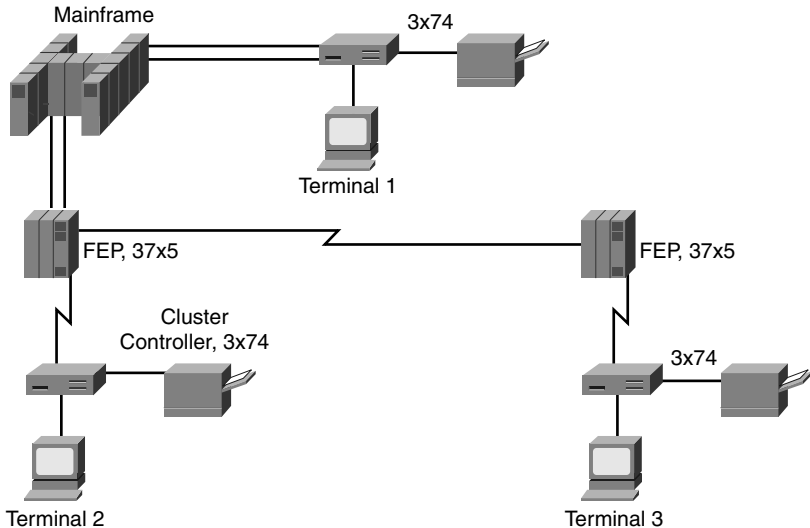 Mainframe
3x74
Terminal 1
FEP, 37x5
FEP, 37x5
Cluster
Controller, 3x74
3x74
Terminal 2
Terminal 3